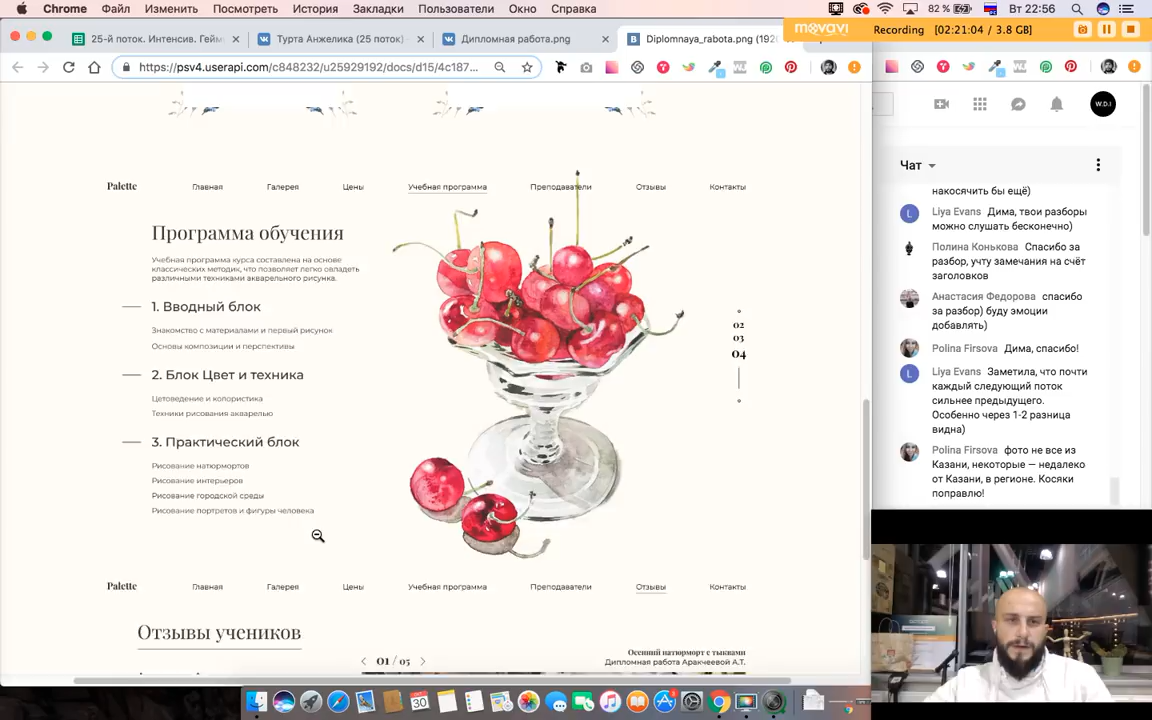 Chrome Файл Изменить Посмотреть История Закладки Пользователи Окно Справка
82 % Вт 22:56
25-й поток. Интенсив. Гейм
Турта Анжелика (25 поток)
Дипломная работа.png
Diplomnaya_rabota.png (192
movavi
Recording [02:21:04 / 3.8 GB]
https://psv4.userapi.com/c848232/u25929192/docs/d15/4c187...
Palette Главная Галерея Цены Учебная программа Преподаватели Отзывы Контакты
Программа обучения
Учебная программа курса составлена на основе
классических методик, что позволяет легко овладеть
различными техниками акварельного рисунка.
1. Вводный блок
Знакомство с материалами и первый рисунок
Основы композиции и перспективы
2. Блок Цвет и техника
Цветоведение и колористика
Техники рисования акварелью
3. Практический блок
Рисование натюрмортов
Рисование интерьеров
Рисование городской среды
Рисование портретов и фигуры человека
02
03
04
Palette Главная Галерея Цены Учебная программа Преподаватели Отзывы Контакты
Отзывы учеников
01 / 05
Осенний натюрморт с тыквами
Дипломная работа Аракчеевой А.Т.
W.D.I
Чат
накосячить бы ещё)
L
Liya Evans Дима, твои разборы
можно слушать бесконечно)
Полина Конькова Спасибо за
разбор, учту замечания на счёт
заголовков
Анастасия Федорова спасибо
за разбор) буду эмоции
добавлять)
Polina Firsova Дима, спасибо!
L
Liya Evans Заметила, что почти
каждый следующий поток
сильнее предыдущего.
Особенно через 1-2 разница
видна)
Polina Firsova фото не все из
Казани, некоторые — недалеко
от Казани, в регионе. Косяки
поправлю!
30